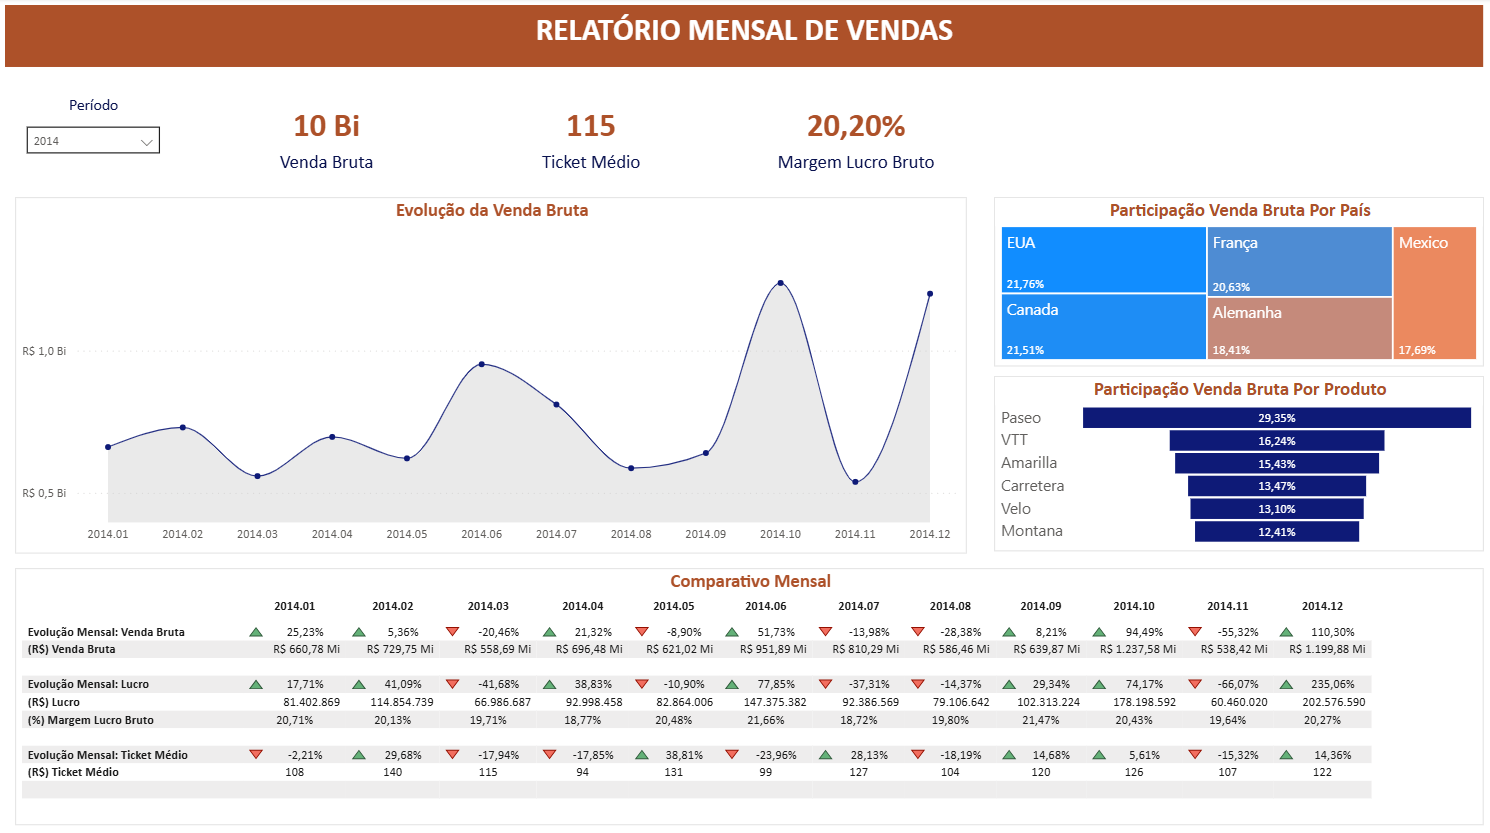 RELATÓRIO MENSAL DE VENDAS
Período
2014
10 Bi
Venda Bruta
115
Ticket Médio
20,20%
Margem Lucro Bruto
Evolução da Venda Bruta
R$ 1,0 Bi
R$ 0,5 Bi
2014.01 2014.02 2014.03 2014.04 2014.05 2014.06 2014.07 2014.08 2014.09 2014.10 2014.11 2014.12
Participação Venda Bruta Por País
EUA
21,76%
Canada
21,51%
França
20,63%
Alemanha
18,41%
Mexico
17,69%
Participação Venda Bruta Por Produto
Paseo 29,35%
VTT 16,24%
Amarilla 15,43%
Carretera 13,47%
Velo 13,10%
Montana 12,41%
Comparativo Mensal
2014.01 2014.02 2014.03 2014.04 2014.05 2014.06 2014.07 2014.08 2014.09 2014.10 2014.11 2014.12
Evolução Mensal: Venda Bruta 25,23% 5,36% -20,46% 21,32% -8,90% 51,73% -13,98% -28,38% 8,21% 94,49% -55,32% 110,30%
(R$) Venda Bruta R$ 660,78 Mi R$ 729,75 Mi R$ 558,69 Mi R$ 696,48 Mi R$ 621,02 Mi R$ 951,89 Mi R$ 810,29 Mi R$ 586,46 Mi R$ 639,87 Mi R$ 1.237,58 Mi R$ 538,42 Mi R$ 1.199,88 Mi
Evolução Mensal: Lucro 17,71% 41,09% -41,68% 38,83% -10,90% 77,85% -37,31% -14,37% 29,34% 74,17% -66,07% 235,06%
(R$) Lucro 81.402.869 114.854.739 66.986.687 92.998.458 82.864.006 147.375.382 92.386.569 79.106.642 102.313.224 178.198.592 60.460.020 202.576.590
(%) Margem Lucro Bruto 20,71% 20,13% 19,71% 18,77% 20,48% 21,66% 18,72% 19,80% 21,47% 20,43% 19,64% 20,27%
Evolução Mensal: Ticket Médio -2,21% 29,68% -17,94% -17,85% 38,81% -23,96% 28,13% -18,19% 14,68% 5,61% -15,32% 14,36%
(R$) Ticket Médio 108 140 115 94 131 99 127 104 120 126 107 122